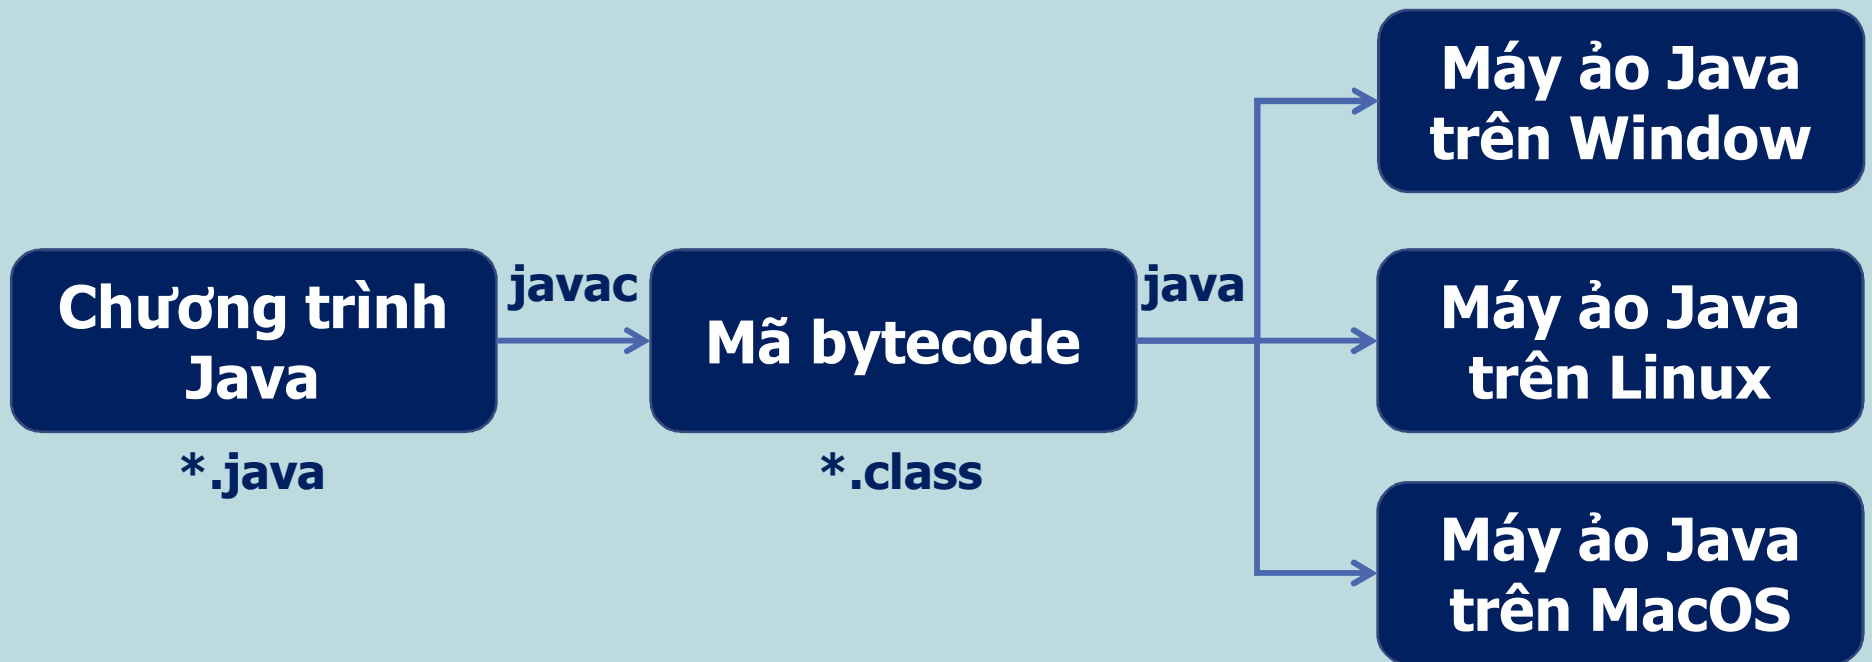 Chương trình
Java
*.java
javac
Mã bytecode
*.class
java
Máy ảo Java
trên Window
Máy ảo Java
trên Linux
Máy ảo Java
trên MacOS